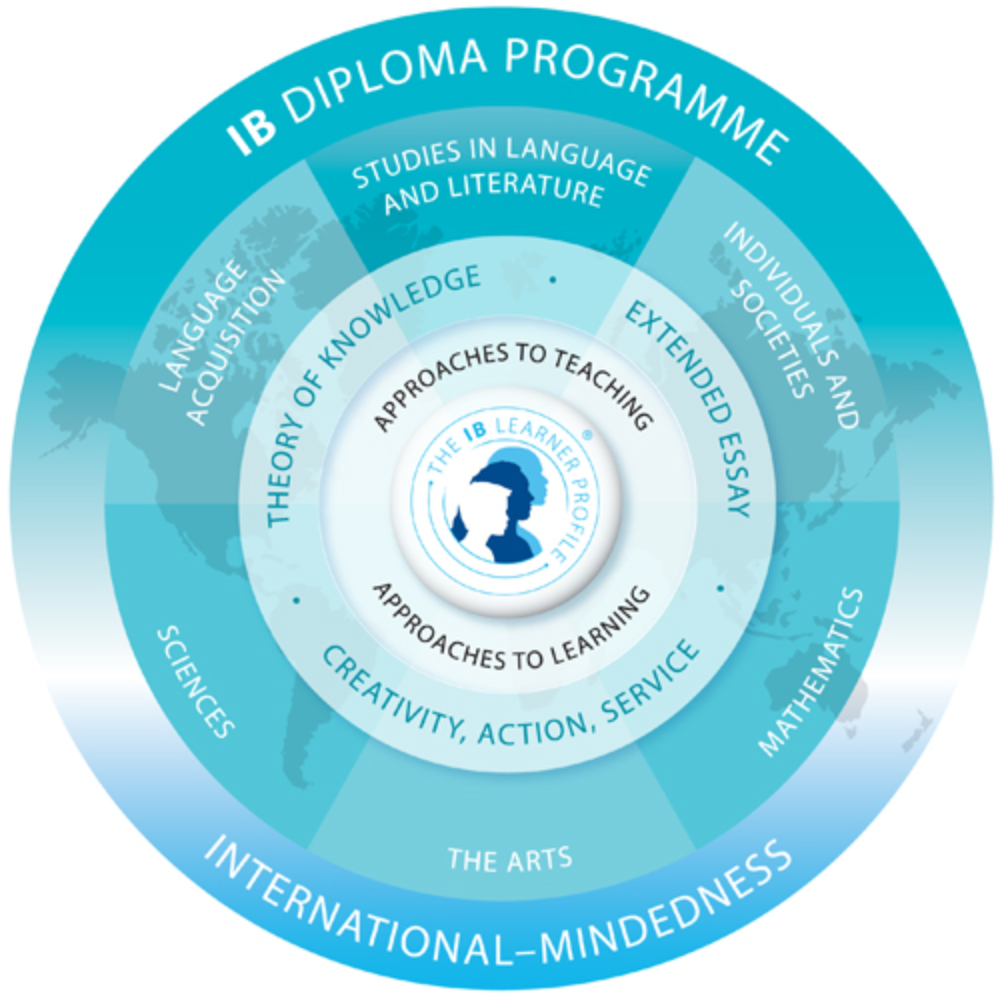 IB DIPLOMA PROGRAMME
STUDIES IN LANGUAGE
AND LITERATURE
LANGUAGE
ACQUISITION
INDIVIDUALS AND
SOCIETIES
THEORY OF KNOWLEDGE
EXTENDED ESSAY
APPROACHES TO TEACHING
THE IB LEARNER PROFILE ®
APPROACHES TO LEARNING
CREATIVITY, ACTION, SERVICE
SCIENCES
MATHEMATICS
THE ARTS
INTERNATIONAL–MINDEDNESS